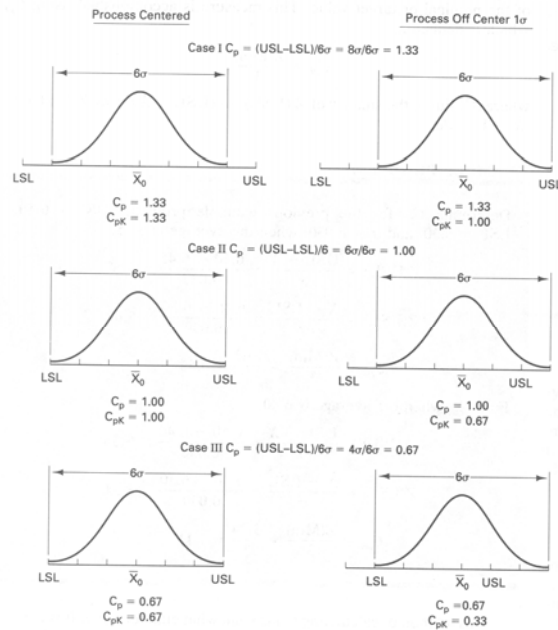 Process Centered Process Off Center 1σ
Case I Cp = (USL–LSL)/6σ = 8σ/6σ = 1.33
6σ 6σ
LSL X̄0 USL LSL X̄0 USL
Cp = 1.33 Cp = 1.33
CpK = 1.33 CpK = 1.00
Case II Cp = (USL–LSL)/6 = 6σ/6σ = 1.00
6σ 6σ
LSL X̄0 USL LSL X̄0 USL
Cp = 1.00 Cp = 1.00
CpK = 1.00 CpK = 0.67
Case III Cp = (USL–LSL)/6σ = 4σ/6σ = 0.67
6σ 6σ
LSL X̄0 USL LSL X̄0 USL
Cp = 0.67 Cp =0.67
CpK = 0.67 CpK = 0.33